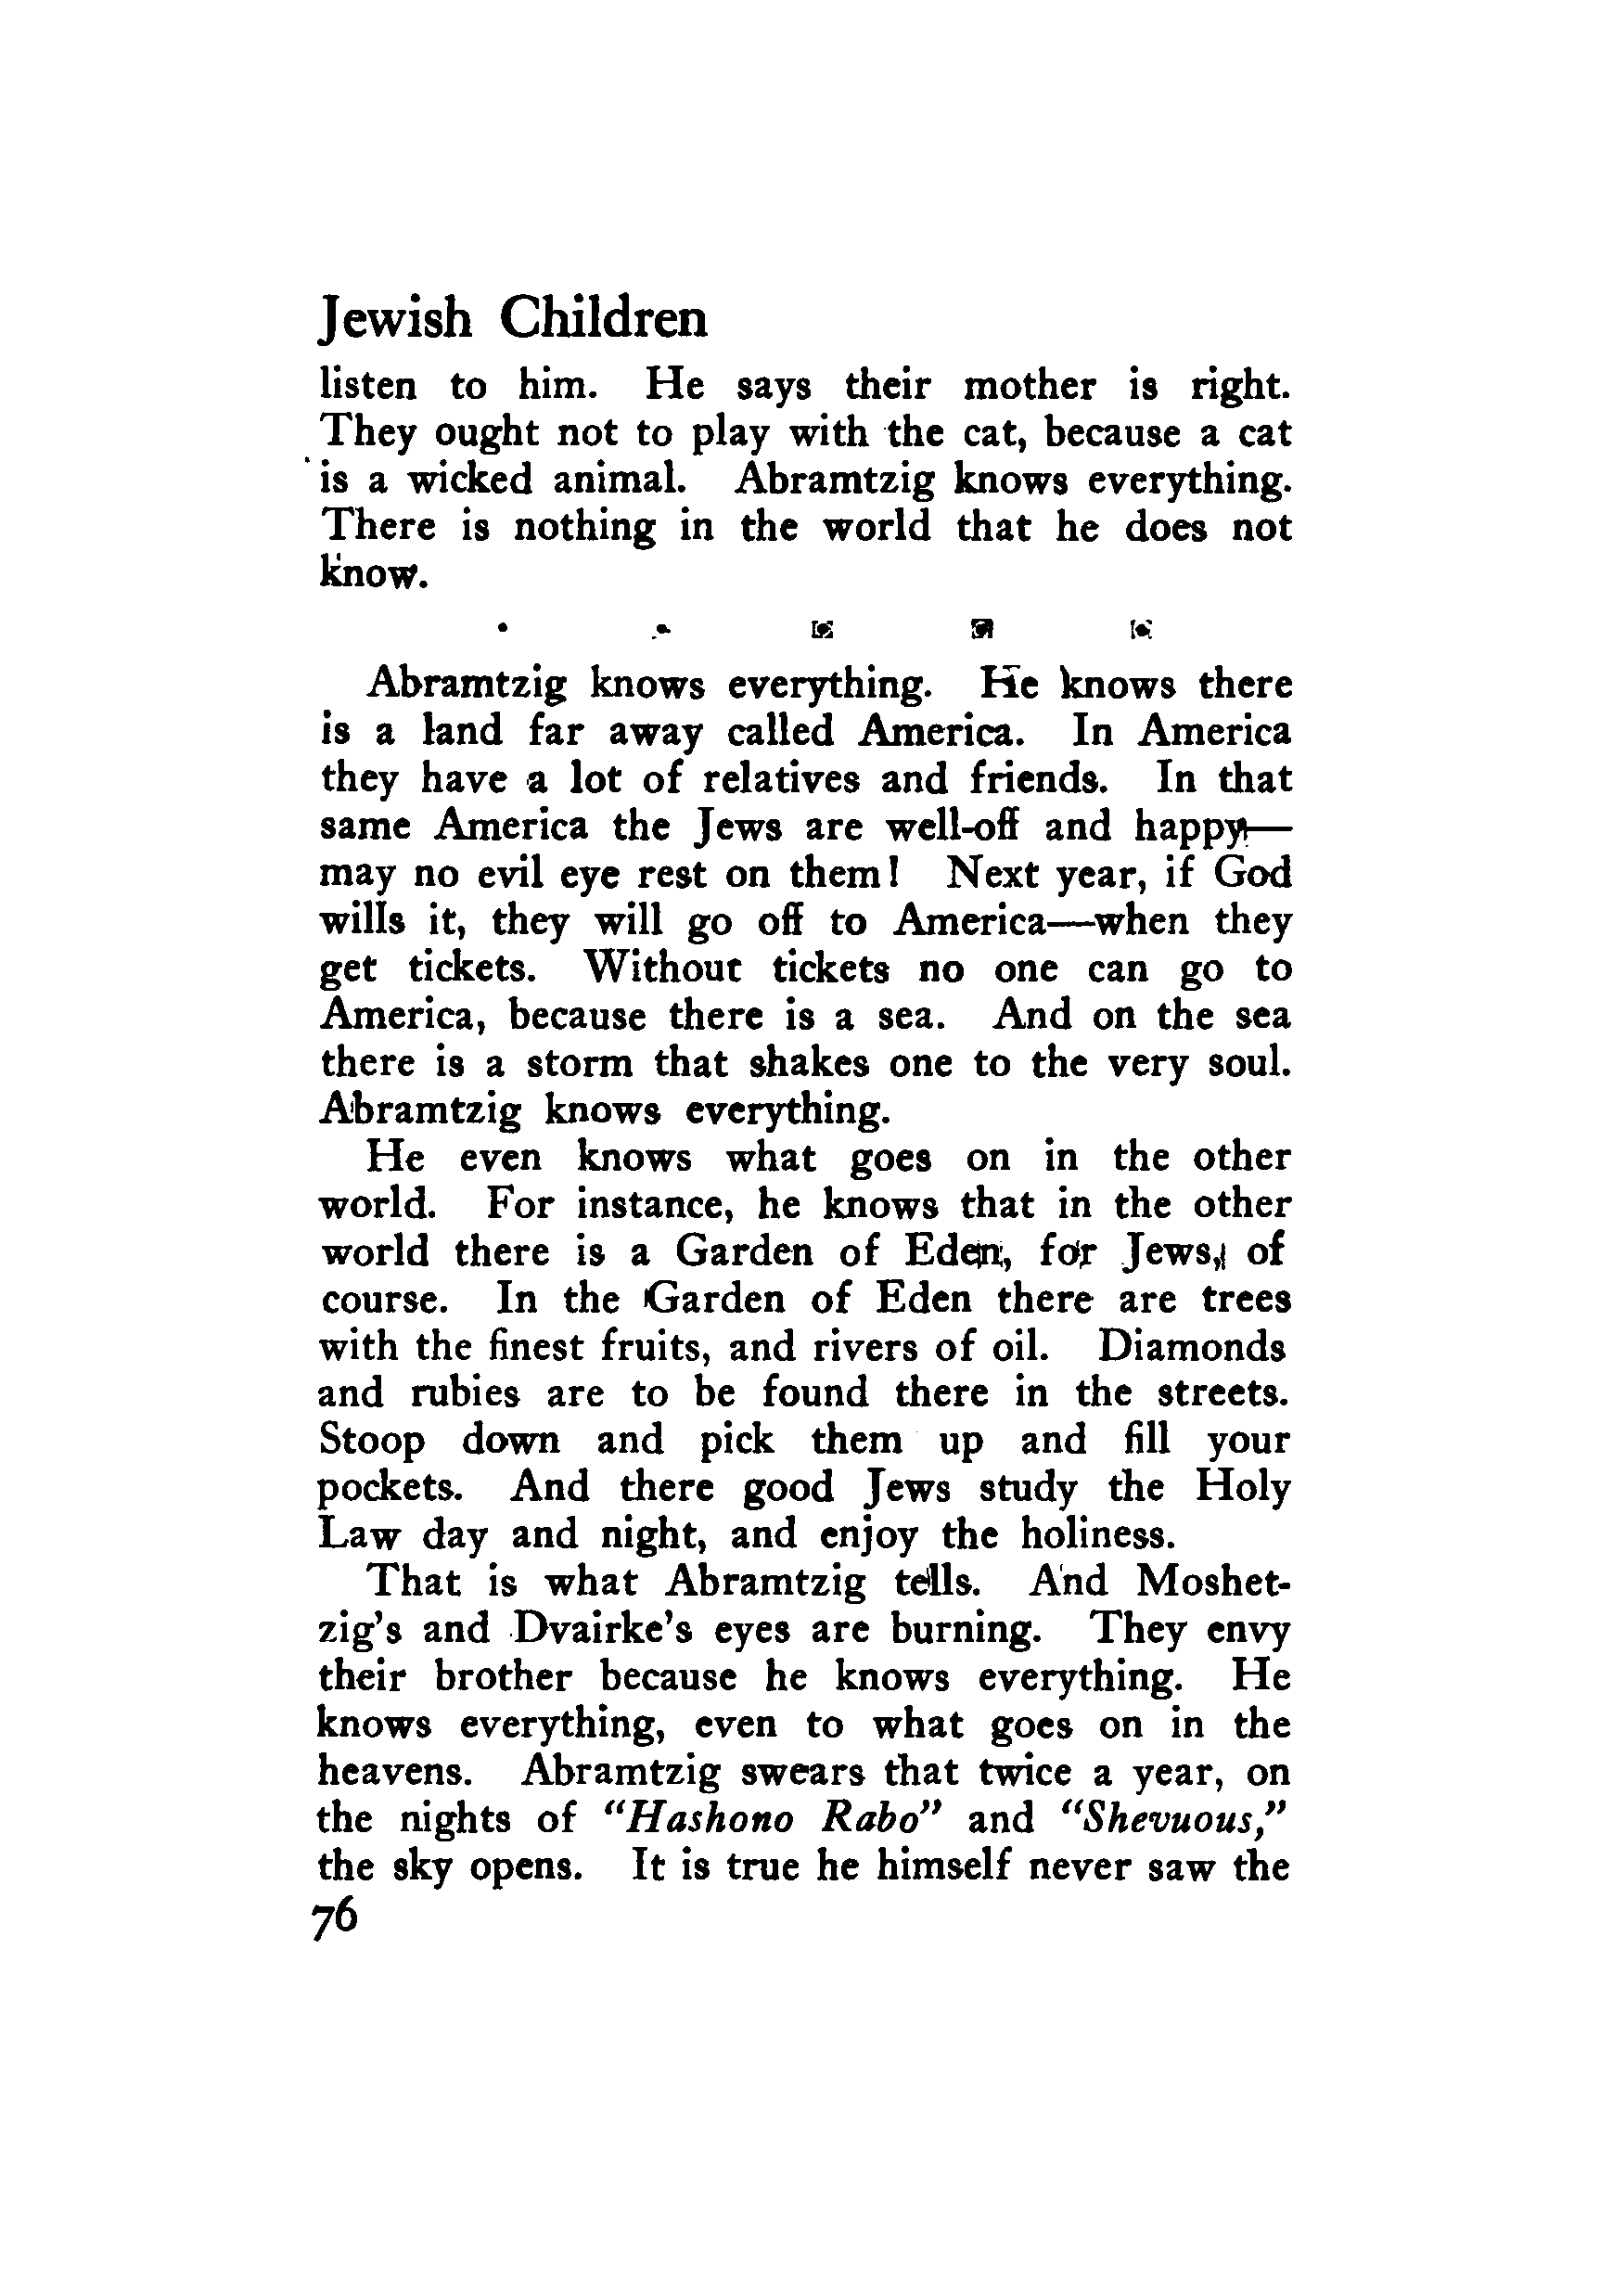 Jewish Children
listen to him. He says their mother is right.
They ought not to play with the cat, because a cat
is a wicked animal. Abramtzig knows everything.
There is nothing in the world that he does not
know.
. . . . .
Abramtzig knows everything. He knows there
is a land far away called America. In America
they have a lot of relatives and friends. In that
same America the Jews are well-off and happy—
may no evil eye rest on them! Next year, if God
wills it, they will go off to America—when they
get tickets. Without tickets no one can go to
America, because there is a sea. And on the sea
there is a storm that shakes one to the very soul.
Abramtzig knows everything.
He even knows what goes on in the other
world. For instance, he knows that in the other
world there is a Garden of Eden, for Jews, of
course. In the Garden of Eden there are trees
with the finest fruits, and rivers of oil. Diamonds
and rubies are to be found there in the streets.
Stoop down and pick them up and fill your
pockets. And there good Jews study the Holy
Law day and night, and enjoy the holiness.
That is what Abramtzig tells. And Moshet-
zig's and Dvairke's eyes are burning. They envy
their brother because he knows everything. He
knows everything, even to what goes on in the
heavens. Abramtzig swears that twice a year, on
the nights of "Hashono Rabo" and "Shevuous,"
the sky opens. It is true he himself never saw the
76